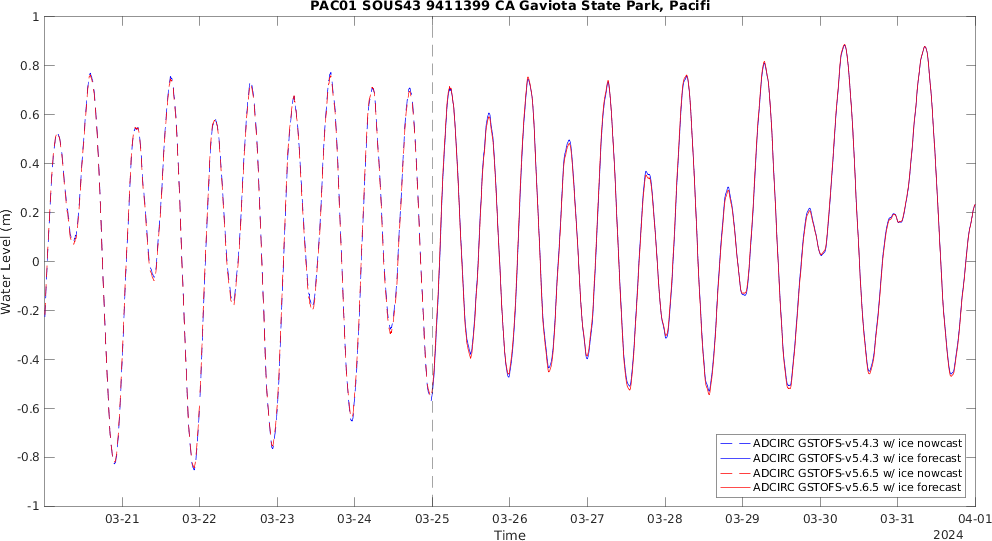 PAC01 SOUS43 9411399 CA Gaviota State Park, Pacifi
Water Level (m)
1
0.8
0.6
0.4
0.2
0
-0.2
-0.4
-0.6
-0.8
-1
ADCIRC GSTOFS-v5.4.3 w/ ice nowcast
ADCIRC GSTOFS-v5.4.3 w/ ice forecast
ADCIRC GSTOFS-v5.6.5 w/ ice nowcast
ADCIRC GSTOFS-v5.6.5 w/ ice forecast
03-21 03-22 03-23 03-24 03-25 03-26 03-27 03-28 03-29 03-30 03-31 04-01
Time
2024